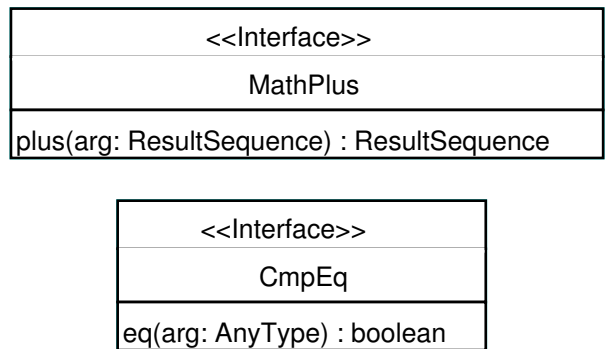 <<Interface>>
MathPlus
plus(arg: ResultSequence) : ResultSequence
<<Interface>>
CmpEq
eq(arg: AnyType) : boolean